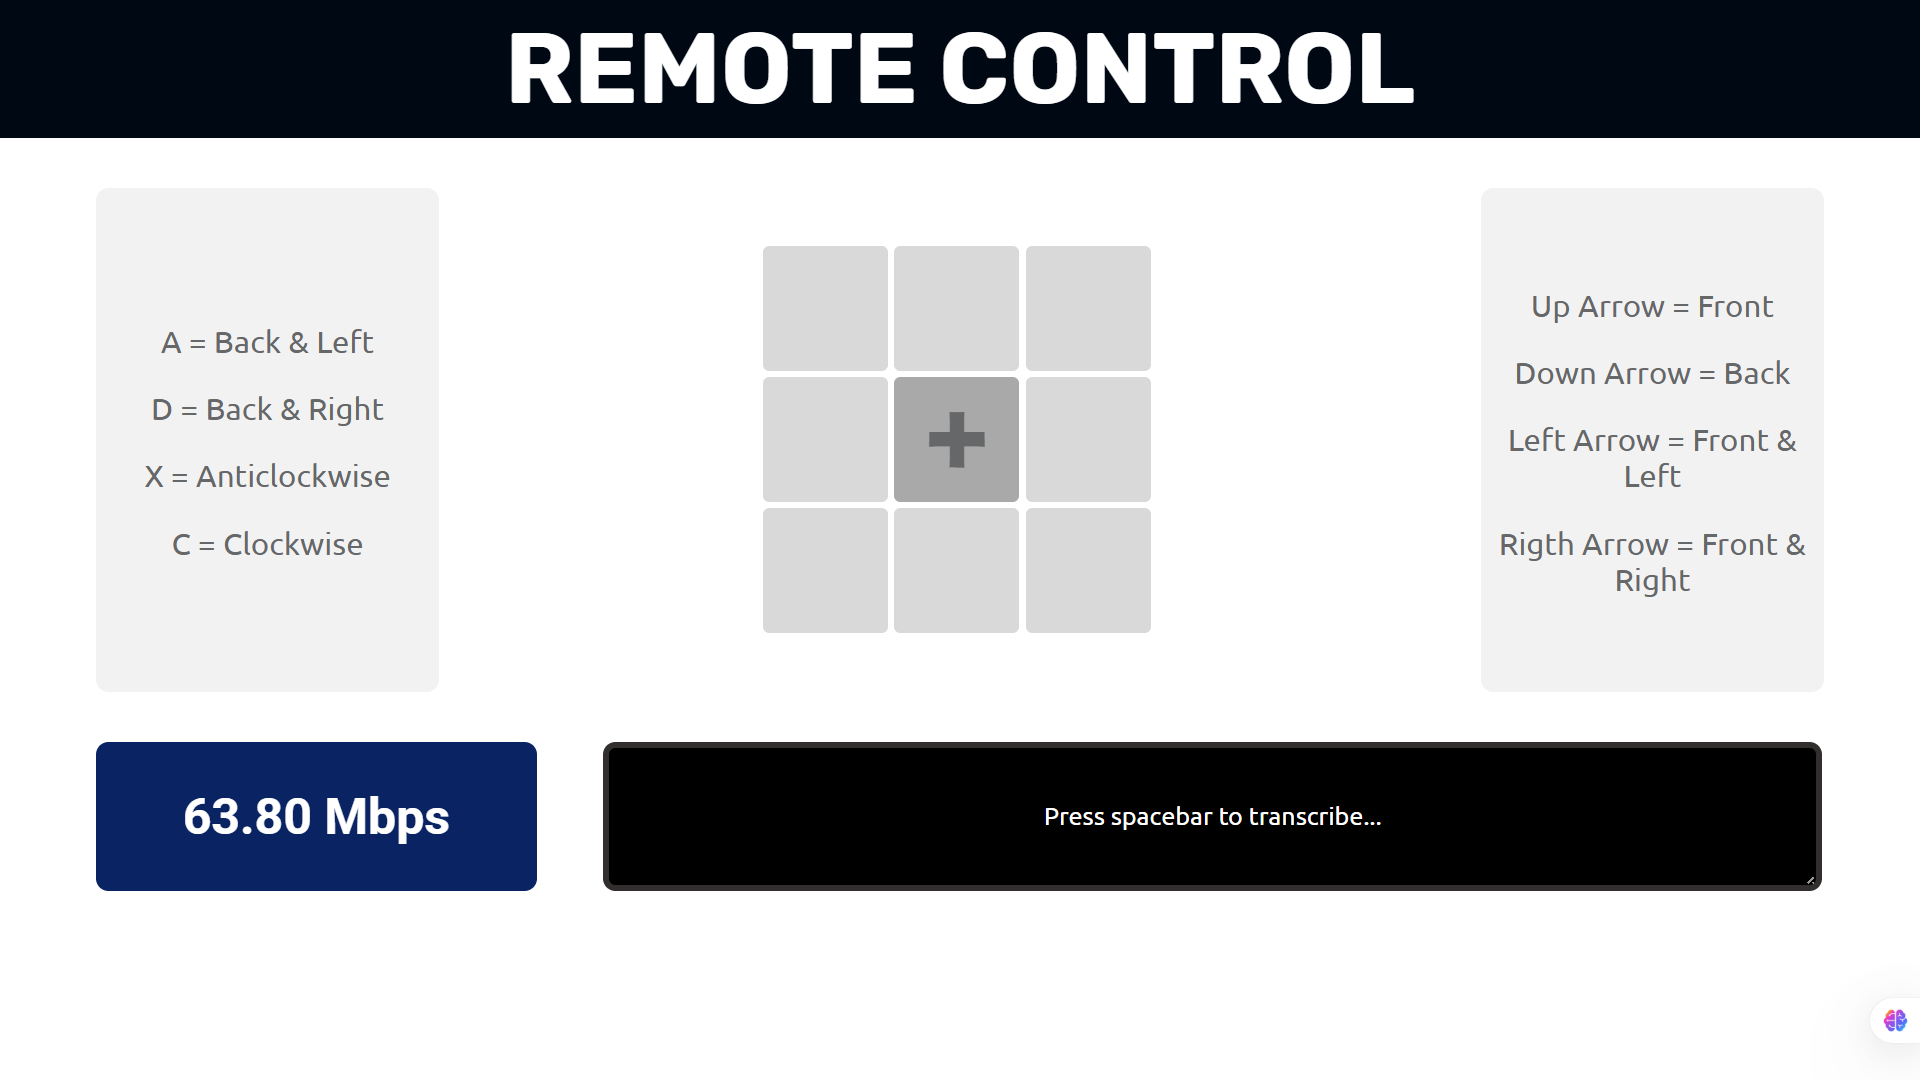 REMOTE CONTROL
A = Back & Left
D = Back & Right
X = Anticlockwise
C = Clockwise
Up Arrow = Front
Down Arrow = Back
Left Arrow = Front &
Left
Rigth Arrow = Front &
Right
63.80 Mbps
Press spacebar to transcribe...